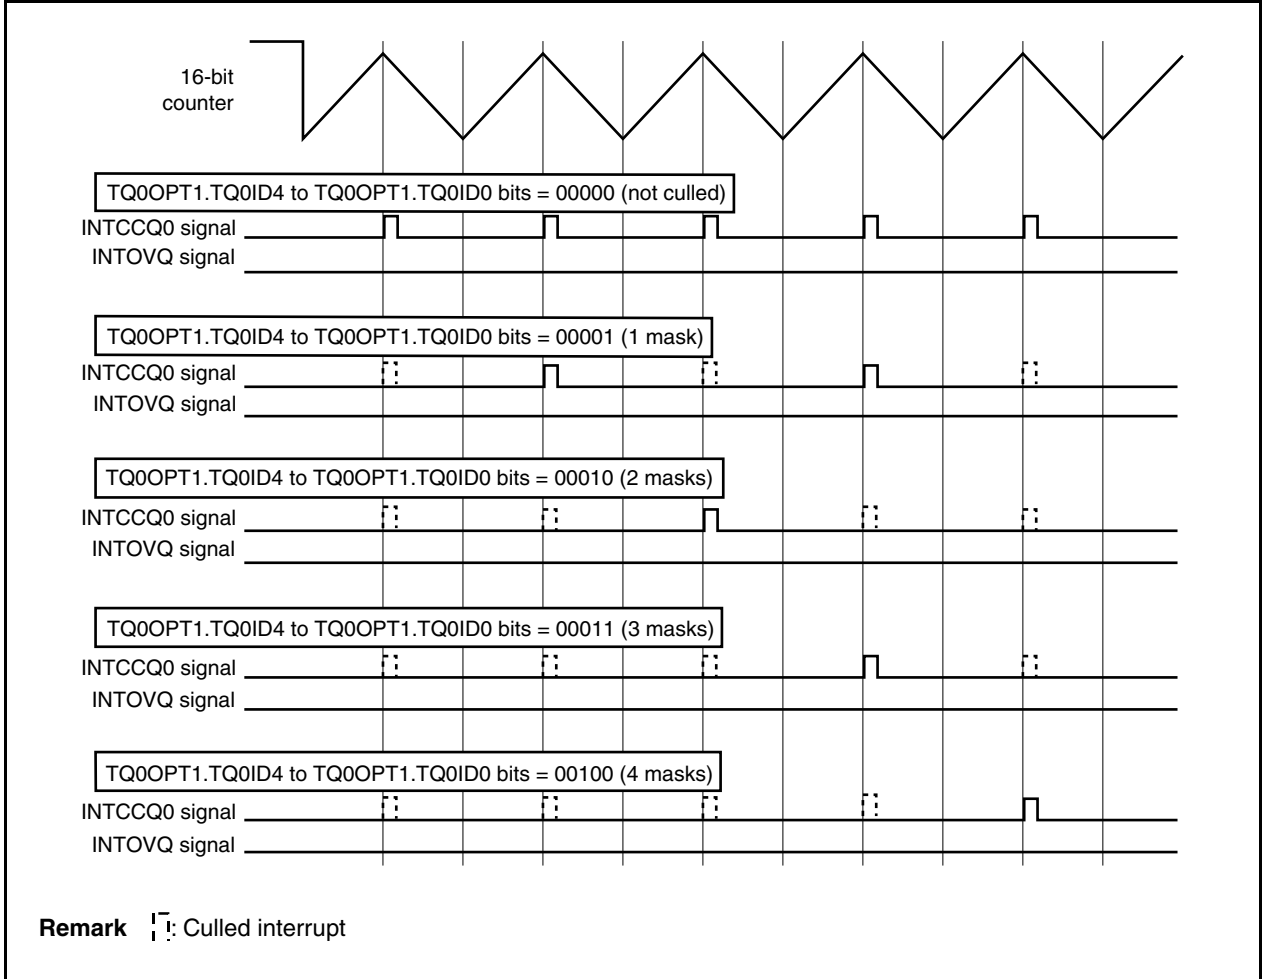 16-bit
counter
TQ0OPT1.TQ0ID4 to TQ0OPT1.TQ0ID0 bits = 00000 (not culled)
INTCCQ0 signal
INTOVQ signal
TQ0OPT1.TQ0ID4 to TQ0OPT1.TQ0ID0 bits = 00001 (1 mask)
INTCCQ0 signal
INTOVQ signal
TQ0OPT1.TQ0ID4 to TQ0OPT1.TQ0ID0 bits = 00010 (2 masks)
INTCCQ0 signal
INTOVQ signal
TQ0OPT1.TQ0ID4 to TQ0OPT1.TQ0ID0 bits = 00011 (3 masks)
INTCCQ0 signal
INTOVQ signal
TQ0OPT1.TQ0ID4 to TQ0OPT1.TQ0ID0 bits = 00100 (4 masks)
INTCCQ0 signal
INTOVQ signal
Remark : Culled interrupt